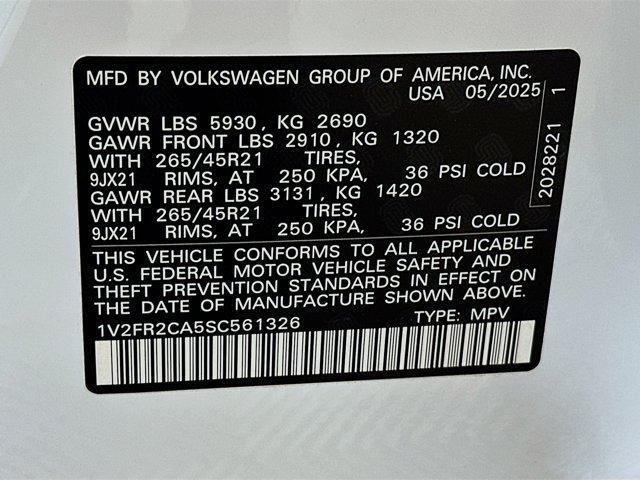 MFD BY VOLKSWAGEN GROUP OF AMERICA, INC.
USA 05/2025
GVWR LBS 5930, KG 2690
GAWR FRONT LBS 2910, KG 1320
WITH 265/45R21 TIRES,
9JX21 RIMS, AT 250 KPA, 36 PSI COLD
GAWR REAR LBS 3131, KG 1420
WITH 265/45R21 TIRES,
9JX21 RIMS, AT 250 KPA, 36 PSI COLD
THIS VEHICLE CONFORMS TO ALL APPLICABLE
U.S. FEDERAL MOTOR VEHICLE SAFETY AND
THEFT PREVENTION STANDARDS IN EFFECT ON
THE DATE OF MANUFACTURE SHOWN ABOVE.
1V2FR2CA5SC561326 TYPE: MPV
2028221 1